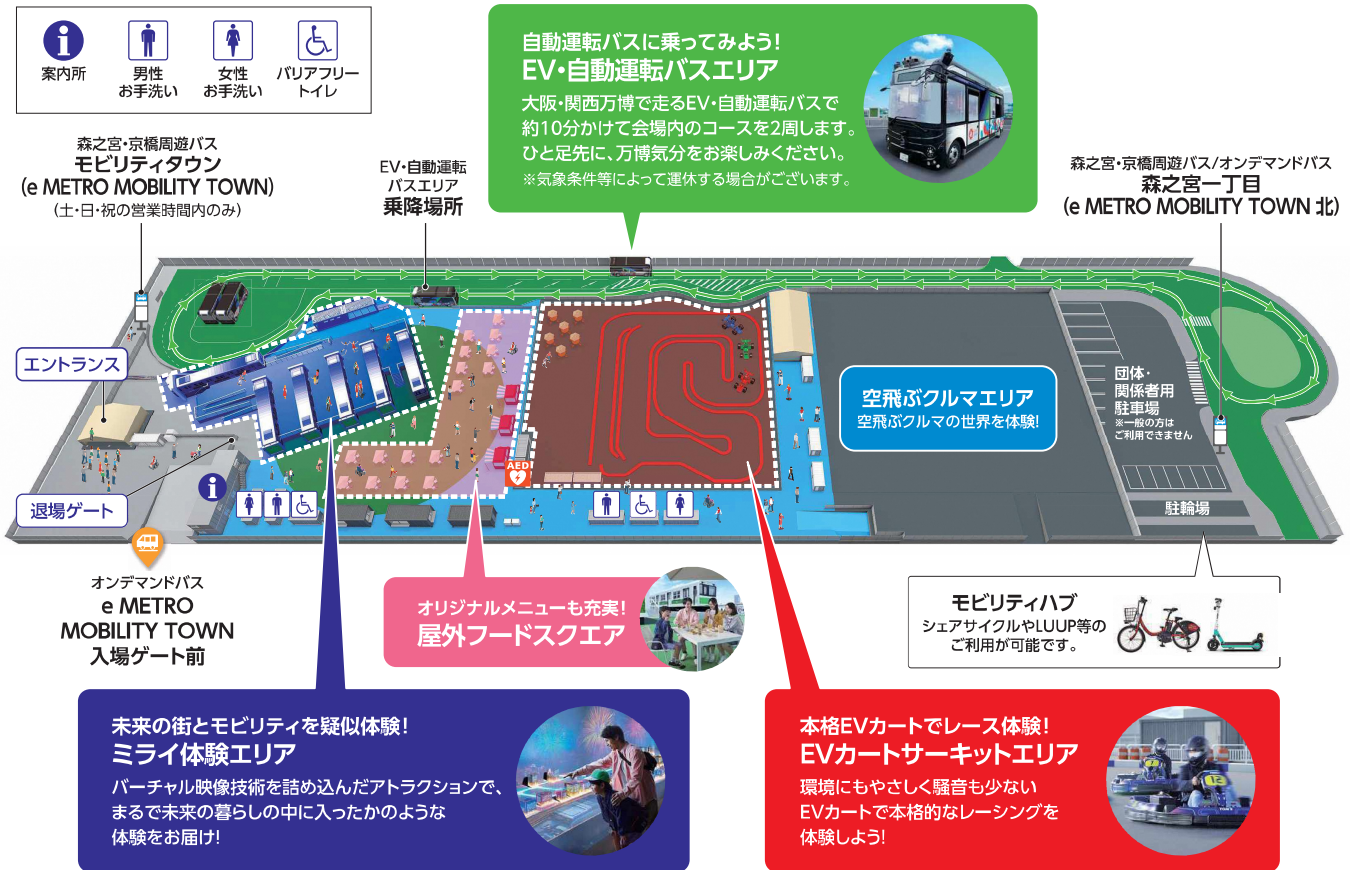 案内所
男性
お手洗い
女性
お手洗い
バリアフリー
トイレ
自動運転バスに乗ってみよう!
EV・自動運転バスエリア
大阪・関西万博で走るEV・自動運転バスで
約10分かけて会場内のコースを2周します。
ひと足先に、万博気分をお楽しみください。
※気象条件等によって運休する場合がございます。
森之宮・京橋周遊バス
モビリティタウン
(e METRO MOBILITY TOWN)
(土・日・祝の営業時間内のみ)
EV・自動運転
バスエリア
乗降場所
森之宮・京橋周遊バス/オンデマンドバス
森之宮一丁目
(e METRO MOBILITY TOWN 北)
エントランス
退場ゲート
AED
空飛ぶクルマエリア
空飛ぶクルマの世界を体験!
団体・
関係者用
駐車場
※一般の方は
ご利用できません
駐輪場
オンデマンドバス
e METRO
MOBILITY TOWN
入場ゲート前
オリジナルメニューも充実!
屋外フードスクエア
モビリティハブ
シェアサイクルやLUUP等の
ご利用が可能です。
未来の街とモビリティを疑似体験!
ミライ体験エリア
バーチャル映像技術を詰め込んだアトラクションで、
まるで未来の暮らしの中に入ったかのような
体験をお届け!
本格EVカートでレース体験!
EVカートサーキットエリア
環境にもやさしく騒音も少ない
EVカートで本格的なレーシングを
体験しよう!
12